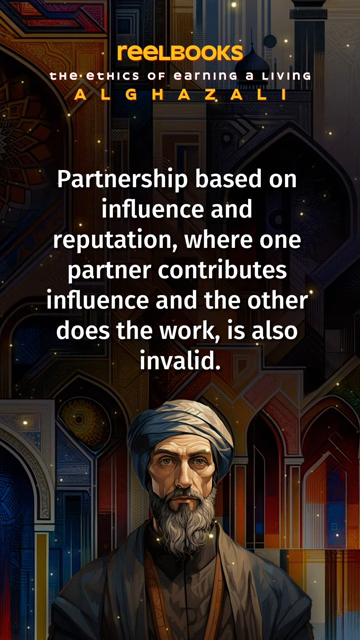 reelBOOKS
the·ethics of earning a living
ALGHAZALI
Partnership based on
influence and
reputation, where one
partner contributes
influence and the other
does the work, is also
invalid.